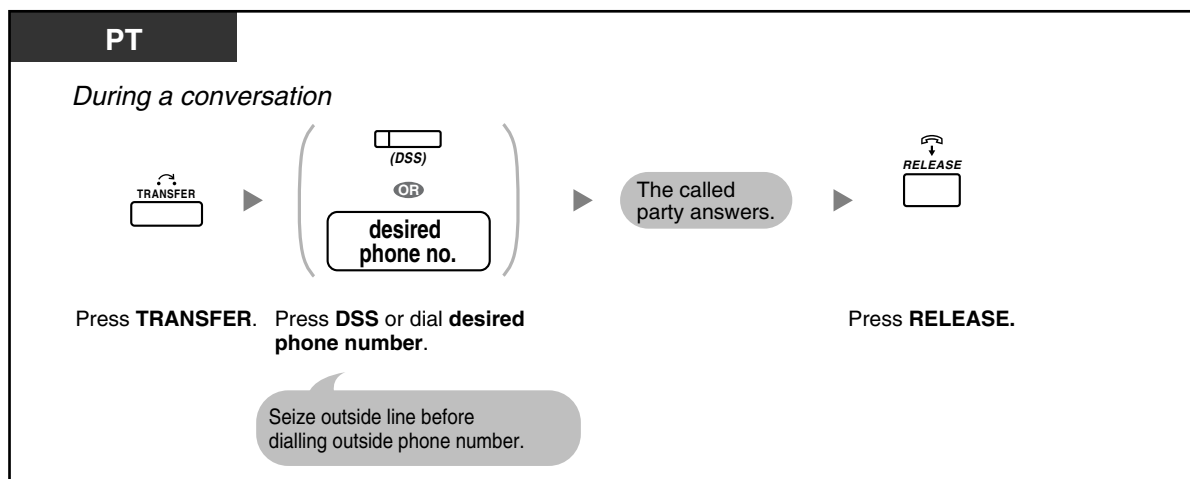 PT
During a conversation
TRANSFER
(DSS)
OR
desired
phone no.
The called
party answers.
RELEASE
Press TRANSFER.
Press DSS or dial desired
phone number.
Press RELEASE.
Seize outside line before
dialling outside phone number.